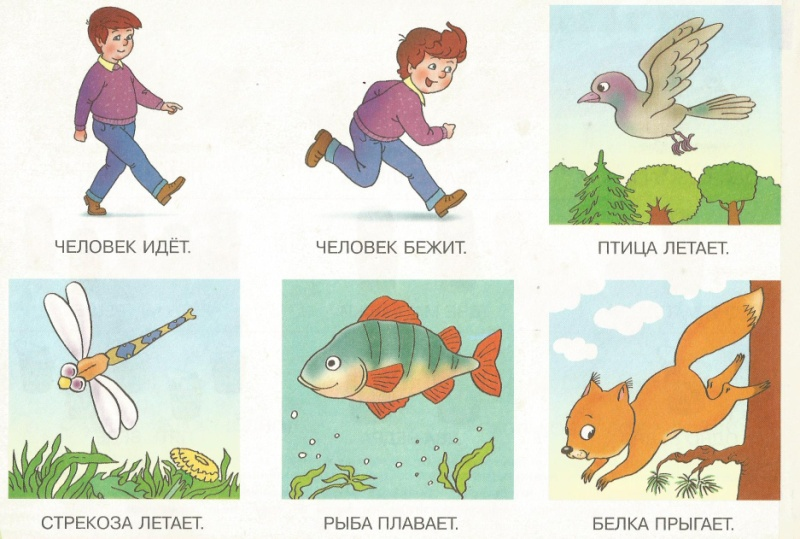 ЧЕЛОВЕК ИДЁТ.
ЧЕЛОВЕК БЕЖИТ.
ПТИЦА ЛЕТАЕТ.
СТРЕКОЗА ЛЕТАЕТ.
РЫБА ПЛАВАЕТ.
БЕЛКА ПРЫГАЕТ.